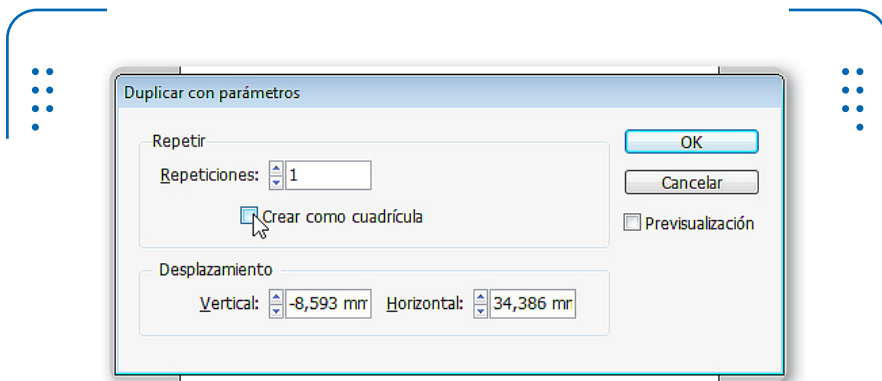 Duplicar con parámetros
Repetir
Repeticiones: 1
Crear como cuadrícula
OK
Cancelar
Previsualización
Desplazamiento
Vertical: -8,593 mm Horizontal: 34,386 mm